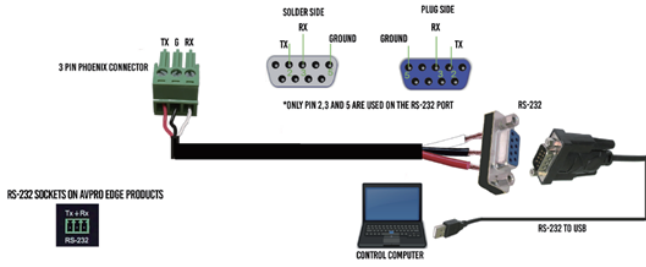 SOLDER SIDE
PLUG SIDE
RX
RX
TX
GROUND
GROUND
TX
TX G RX
3 PIN PHOENIX CONNECTOR
*ONLY PIN 2,3 AND 5 ARE USED ON THE RS-232 PORT
RS-232
RS-232 SOCKETS ON AVPRO EDGE PRODUCTS
Tx + Rx
RS-232
RS-232 TO USB
CONTROL COMPUTER